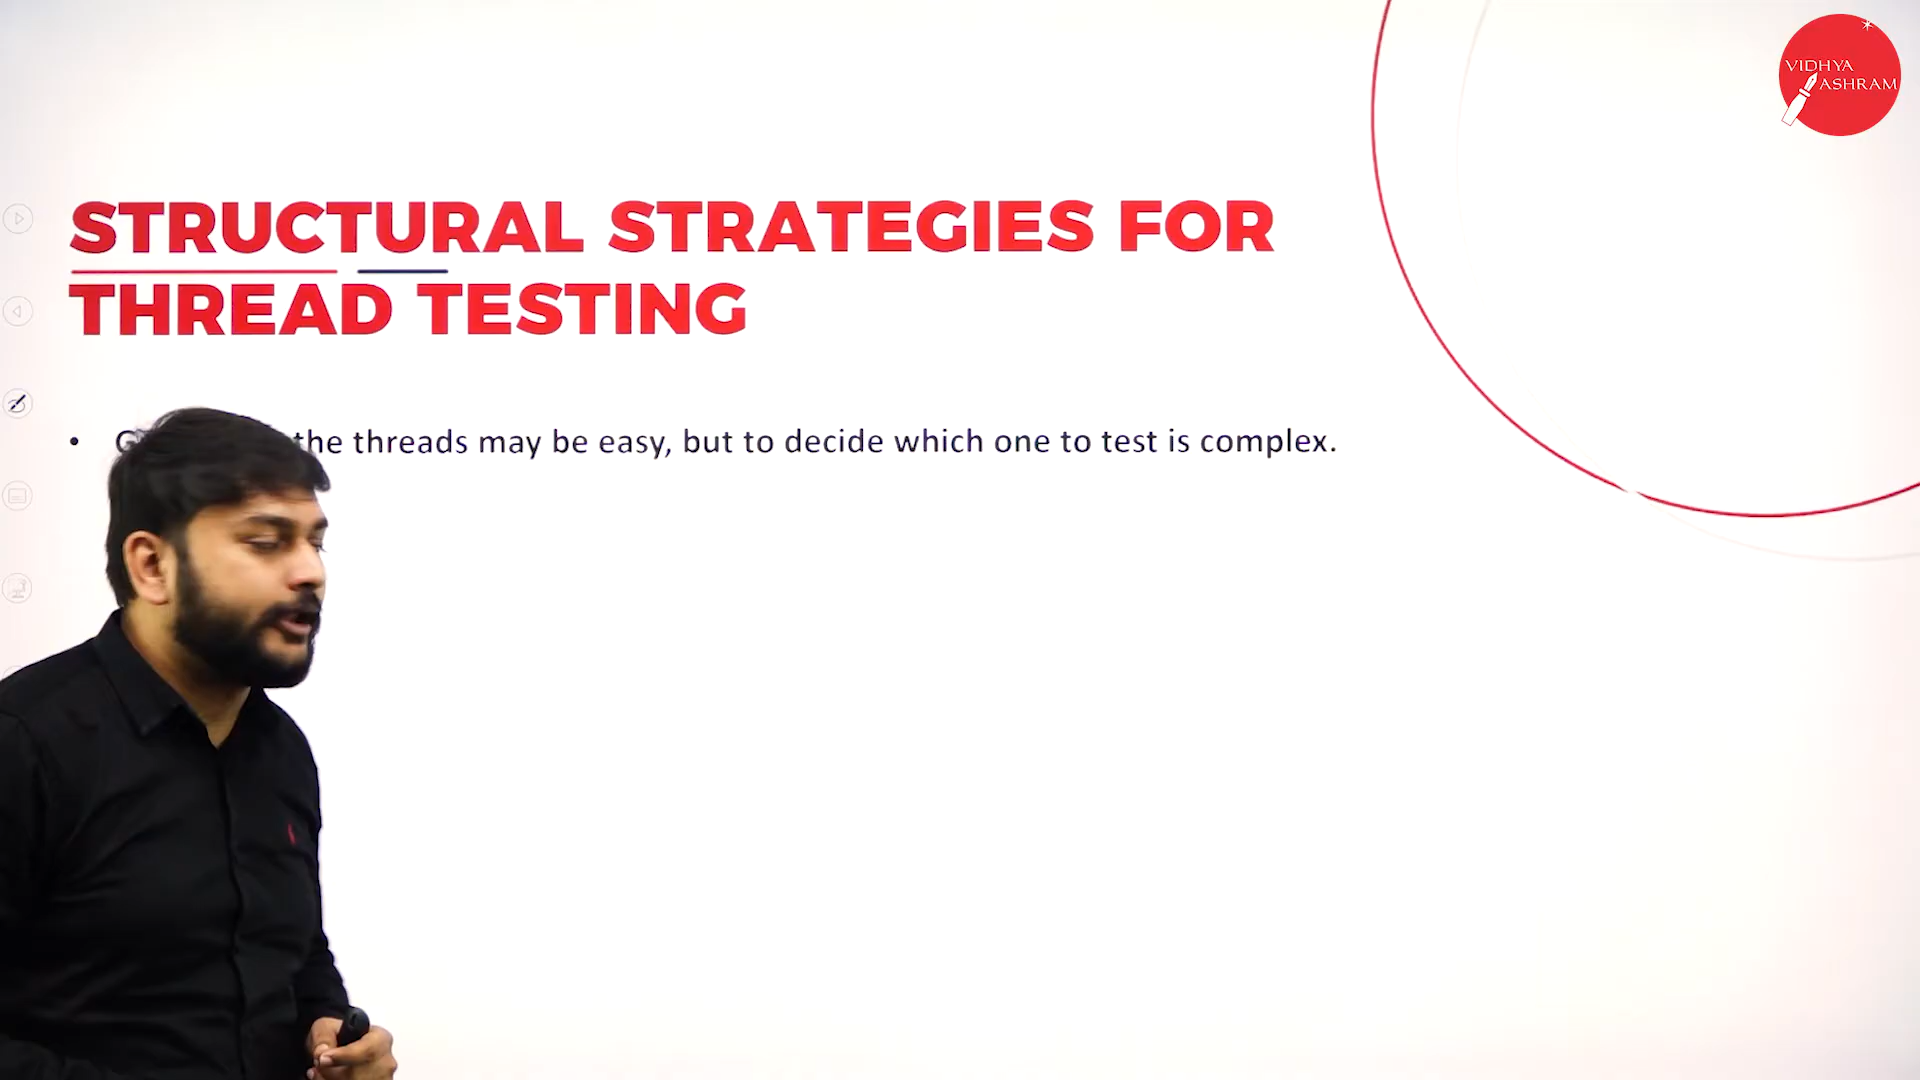 VIDHYA
ASHRAM
STRUCTURAL STRATEGIES FOR
THREAD TESTING
• the threads may be easy, but to decide which one to test is complex.